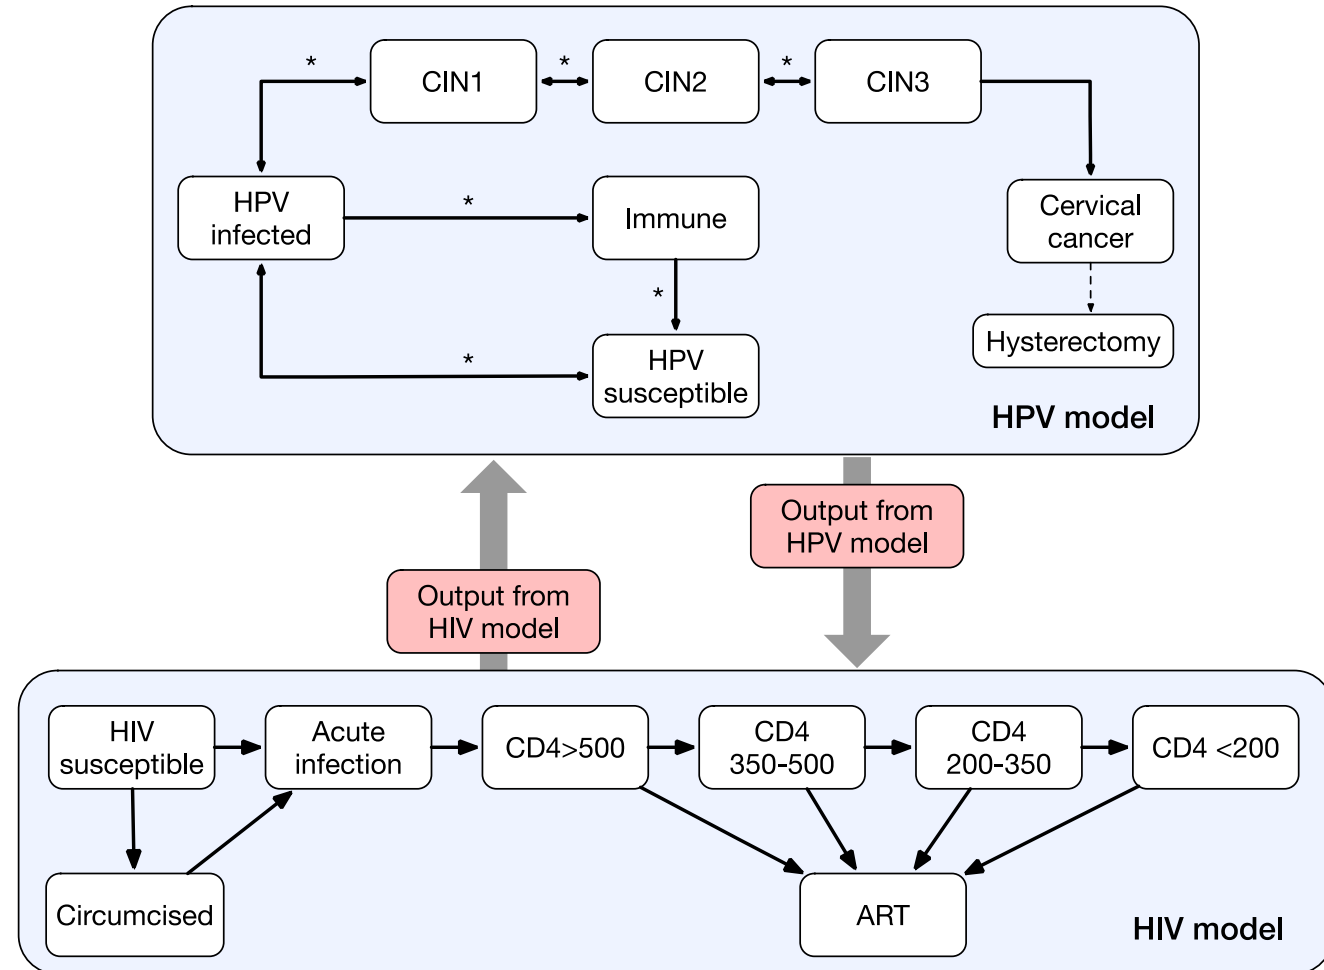 *
CIN1
*
CIN2
*
CIN3
HPV
infected
*
Immune
Cervical
cancer
*
Hysterectomy
*
HPV
susceptible
HPV model
Output from
HPV model
Output from
HIV model
HIV
susceptible
Acute
infection
CD4>500
CD4
350-500
CD4
200-350
CD4 <200
Circumcised
ART
HIV model